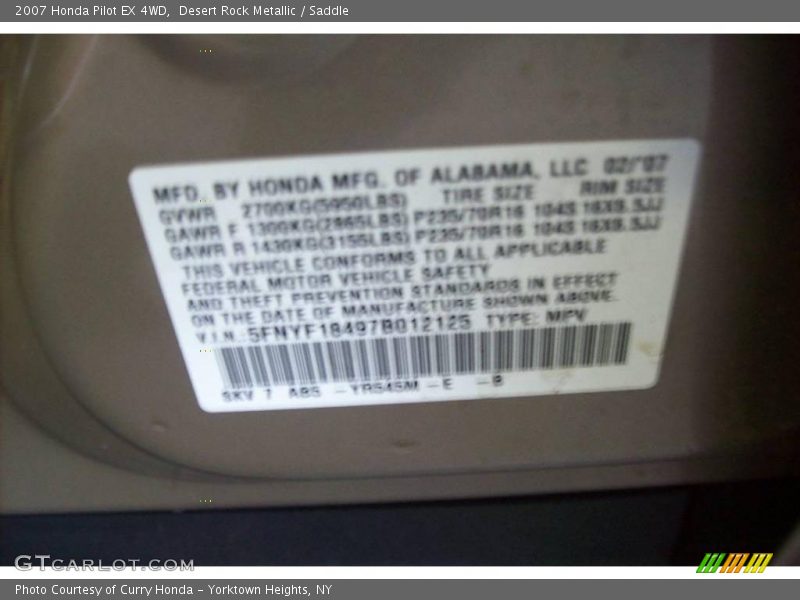 2007 Honda Pilot EX 4WD,  Desert Rock Metallic / Saddle
MFD. BY HONDA MFG. OF ALABAMA, LLC 02/'07
GVWR 2700KG(5950LBS) TIRE SIZE RIM SIZE
GAWR F 1300KG(2865LBS) P235/70R16 104S 16X6.5JJ
GAWR R 1430KG(3155LBS) P235/70R16 104S 16X6.5JJ
THIS VEHICLE CONFORMS TO ALL APPLICABLE
FEDERAL MOTOR VEHICLE SAFETY
AND THEFT PREVENTION STANDARDS IN EFFECT
ON THE DATE OF MANUFACTURE SHOWN ABOVE.
V.I.N.:5FNYF18497B012125 TYPE: MPV
SKV 7 ABS -YR545M -E -B
GTCARLOT.COM
Photo Courtesy of Curry Honda - Yorktown Heights, NY